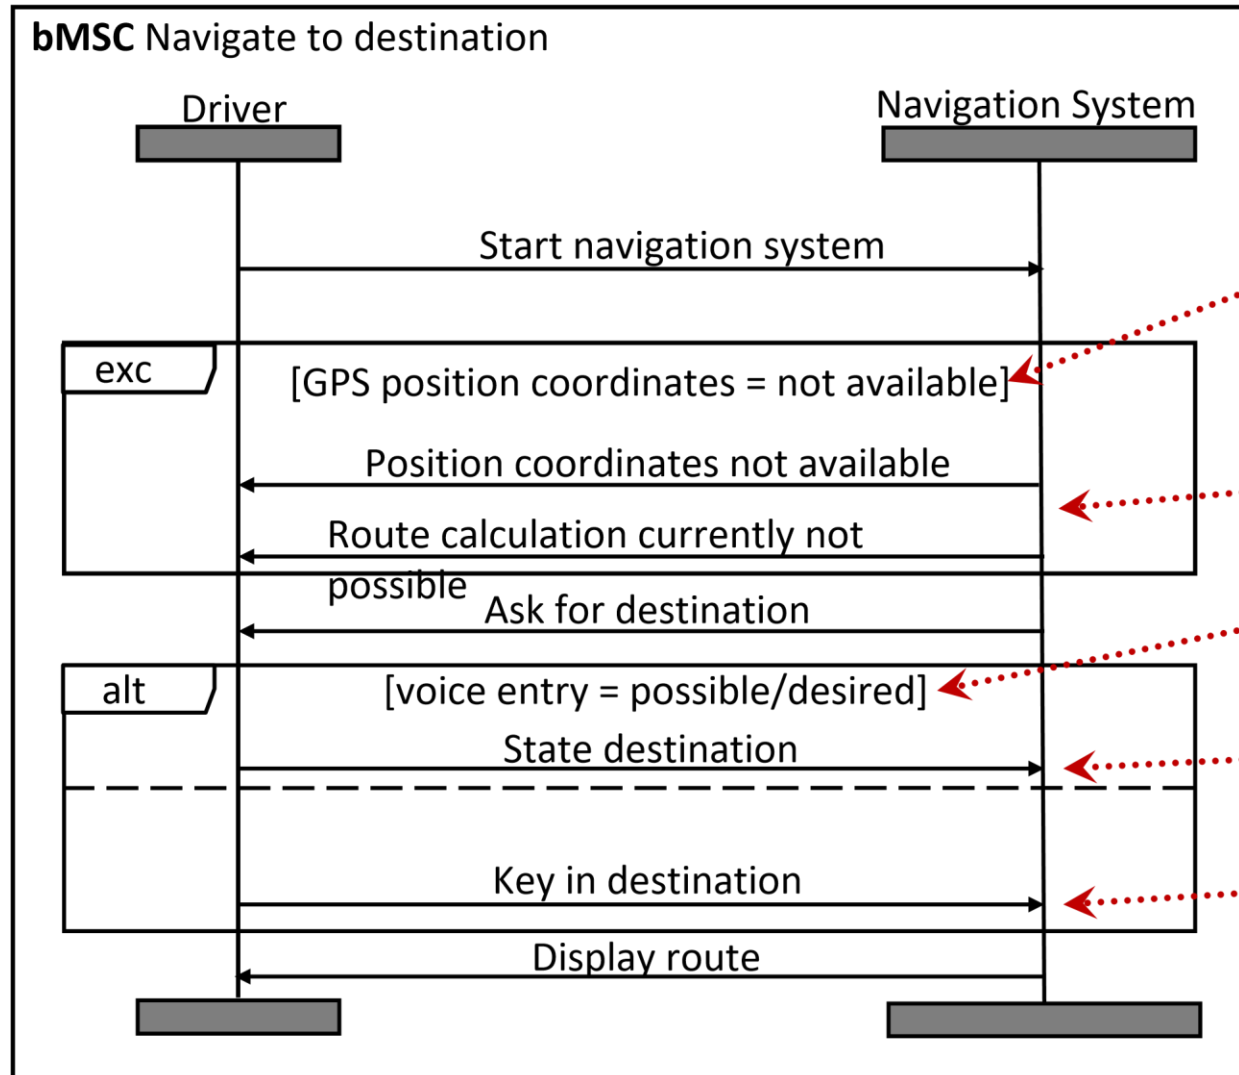 bMSC Navigate to destination
Driver
Navigation System
Start navigation system
exc
[GPS position coordinates = not available]
Position coordinates not available
Route calculation currently not
possible
Ask for destination
alt
[voice entry = possible/desired]
State destination
Key in destination
Display route